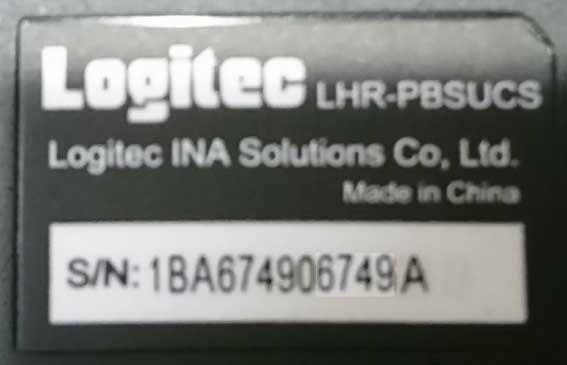 Logitec LHR-PBSUCS
Logitec INA Solutions Co, Ltd.
Made in China
S/N: 1BA674906749A